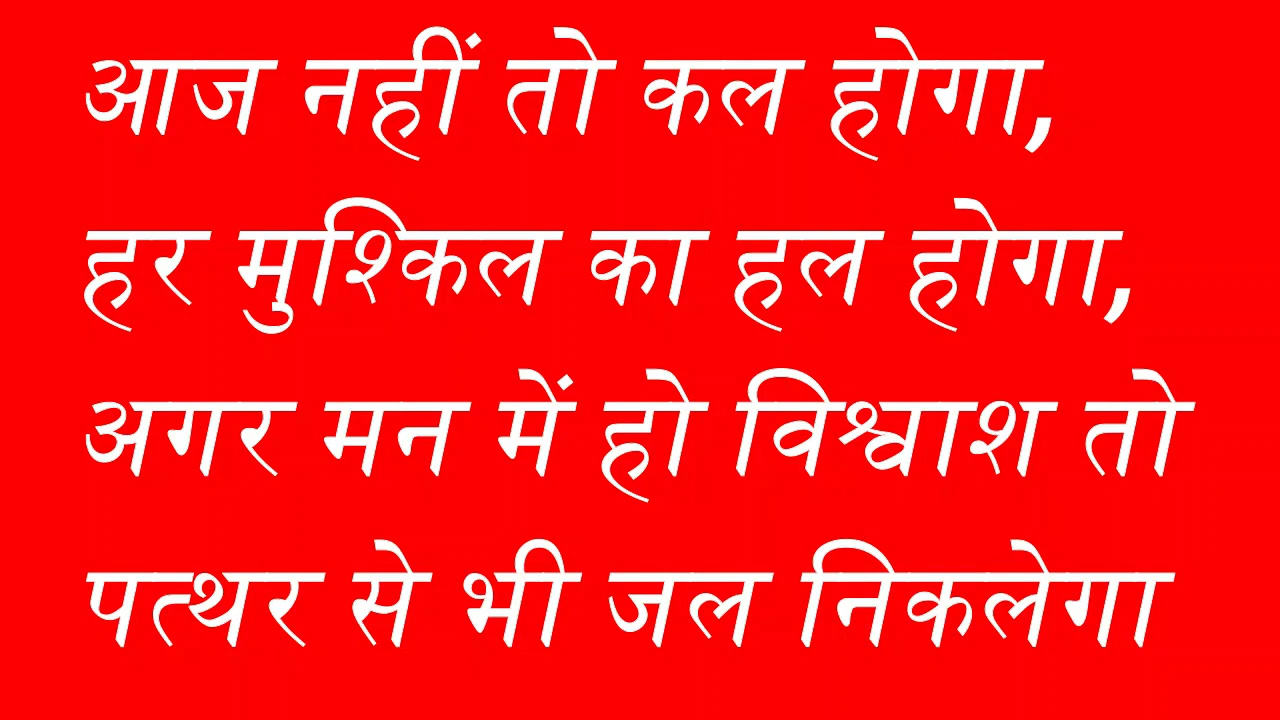 आज नहीं तो कल होगा,
हर मुश्किल का हल होगा,
अगर मन में हो विश्वाश तो
पत्थर से भी जल निकलेगा